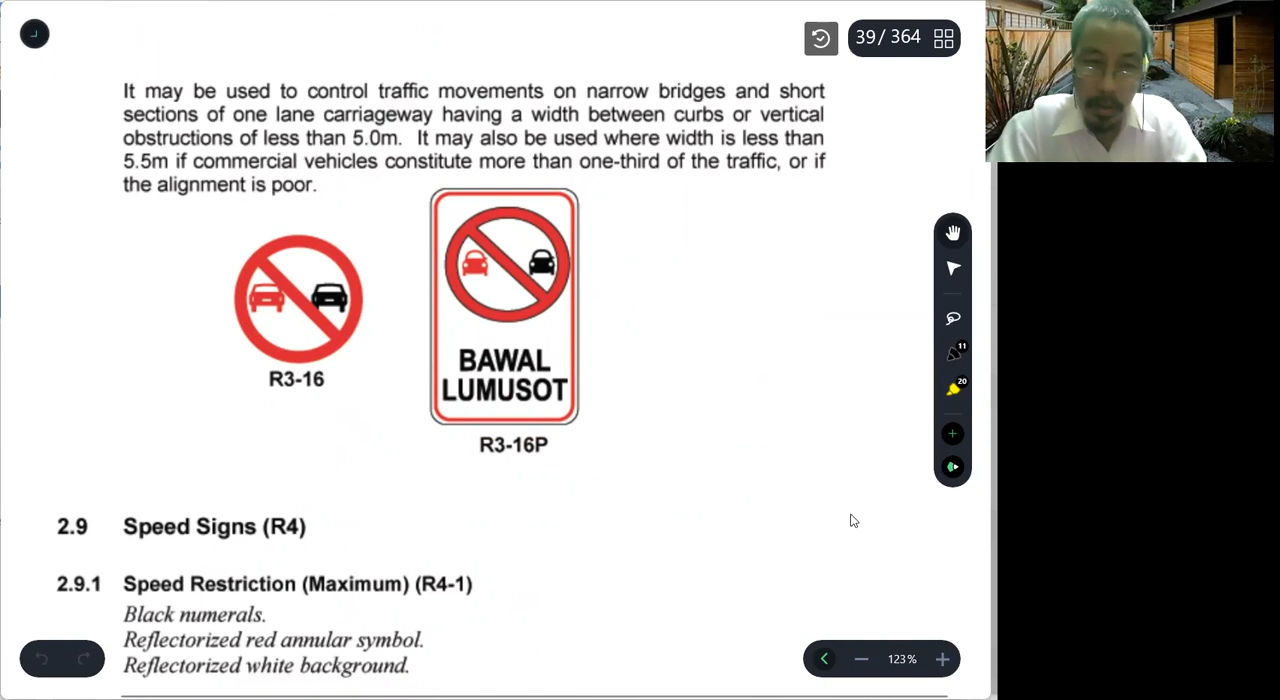 39/ 364
It may be used to control traffic movements on narrow bridges and short
sections of one lane carriageway having a width between curbs or vertical
obstructions of less than 5.0m. It may also be used where width is less than
5.5m if commercial vehicles constitute more than one-third of the traffic, or if
the alignment is poor.
R3-16
BAWAL
LUMUSOT
R3-16P
11
20
2.9 Speed Signs (R4)
2.9.1 Speed Restriction (Maximum) (R4-1)
Black numerals.
Reflectorized red annular symbol.
Reflectorized white background.
123%